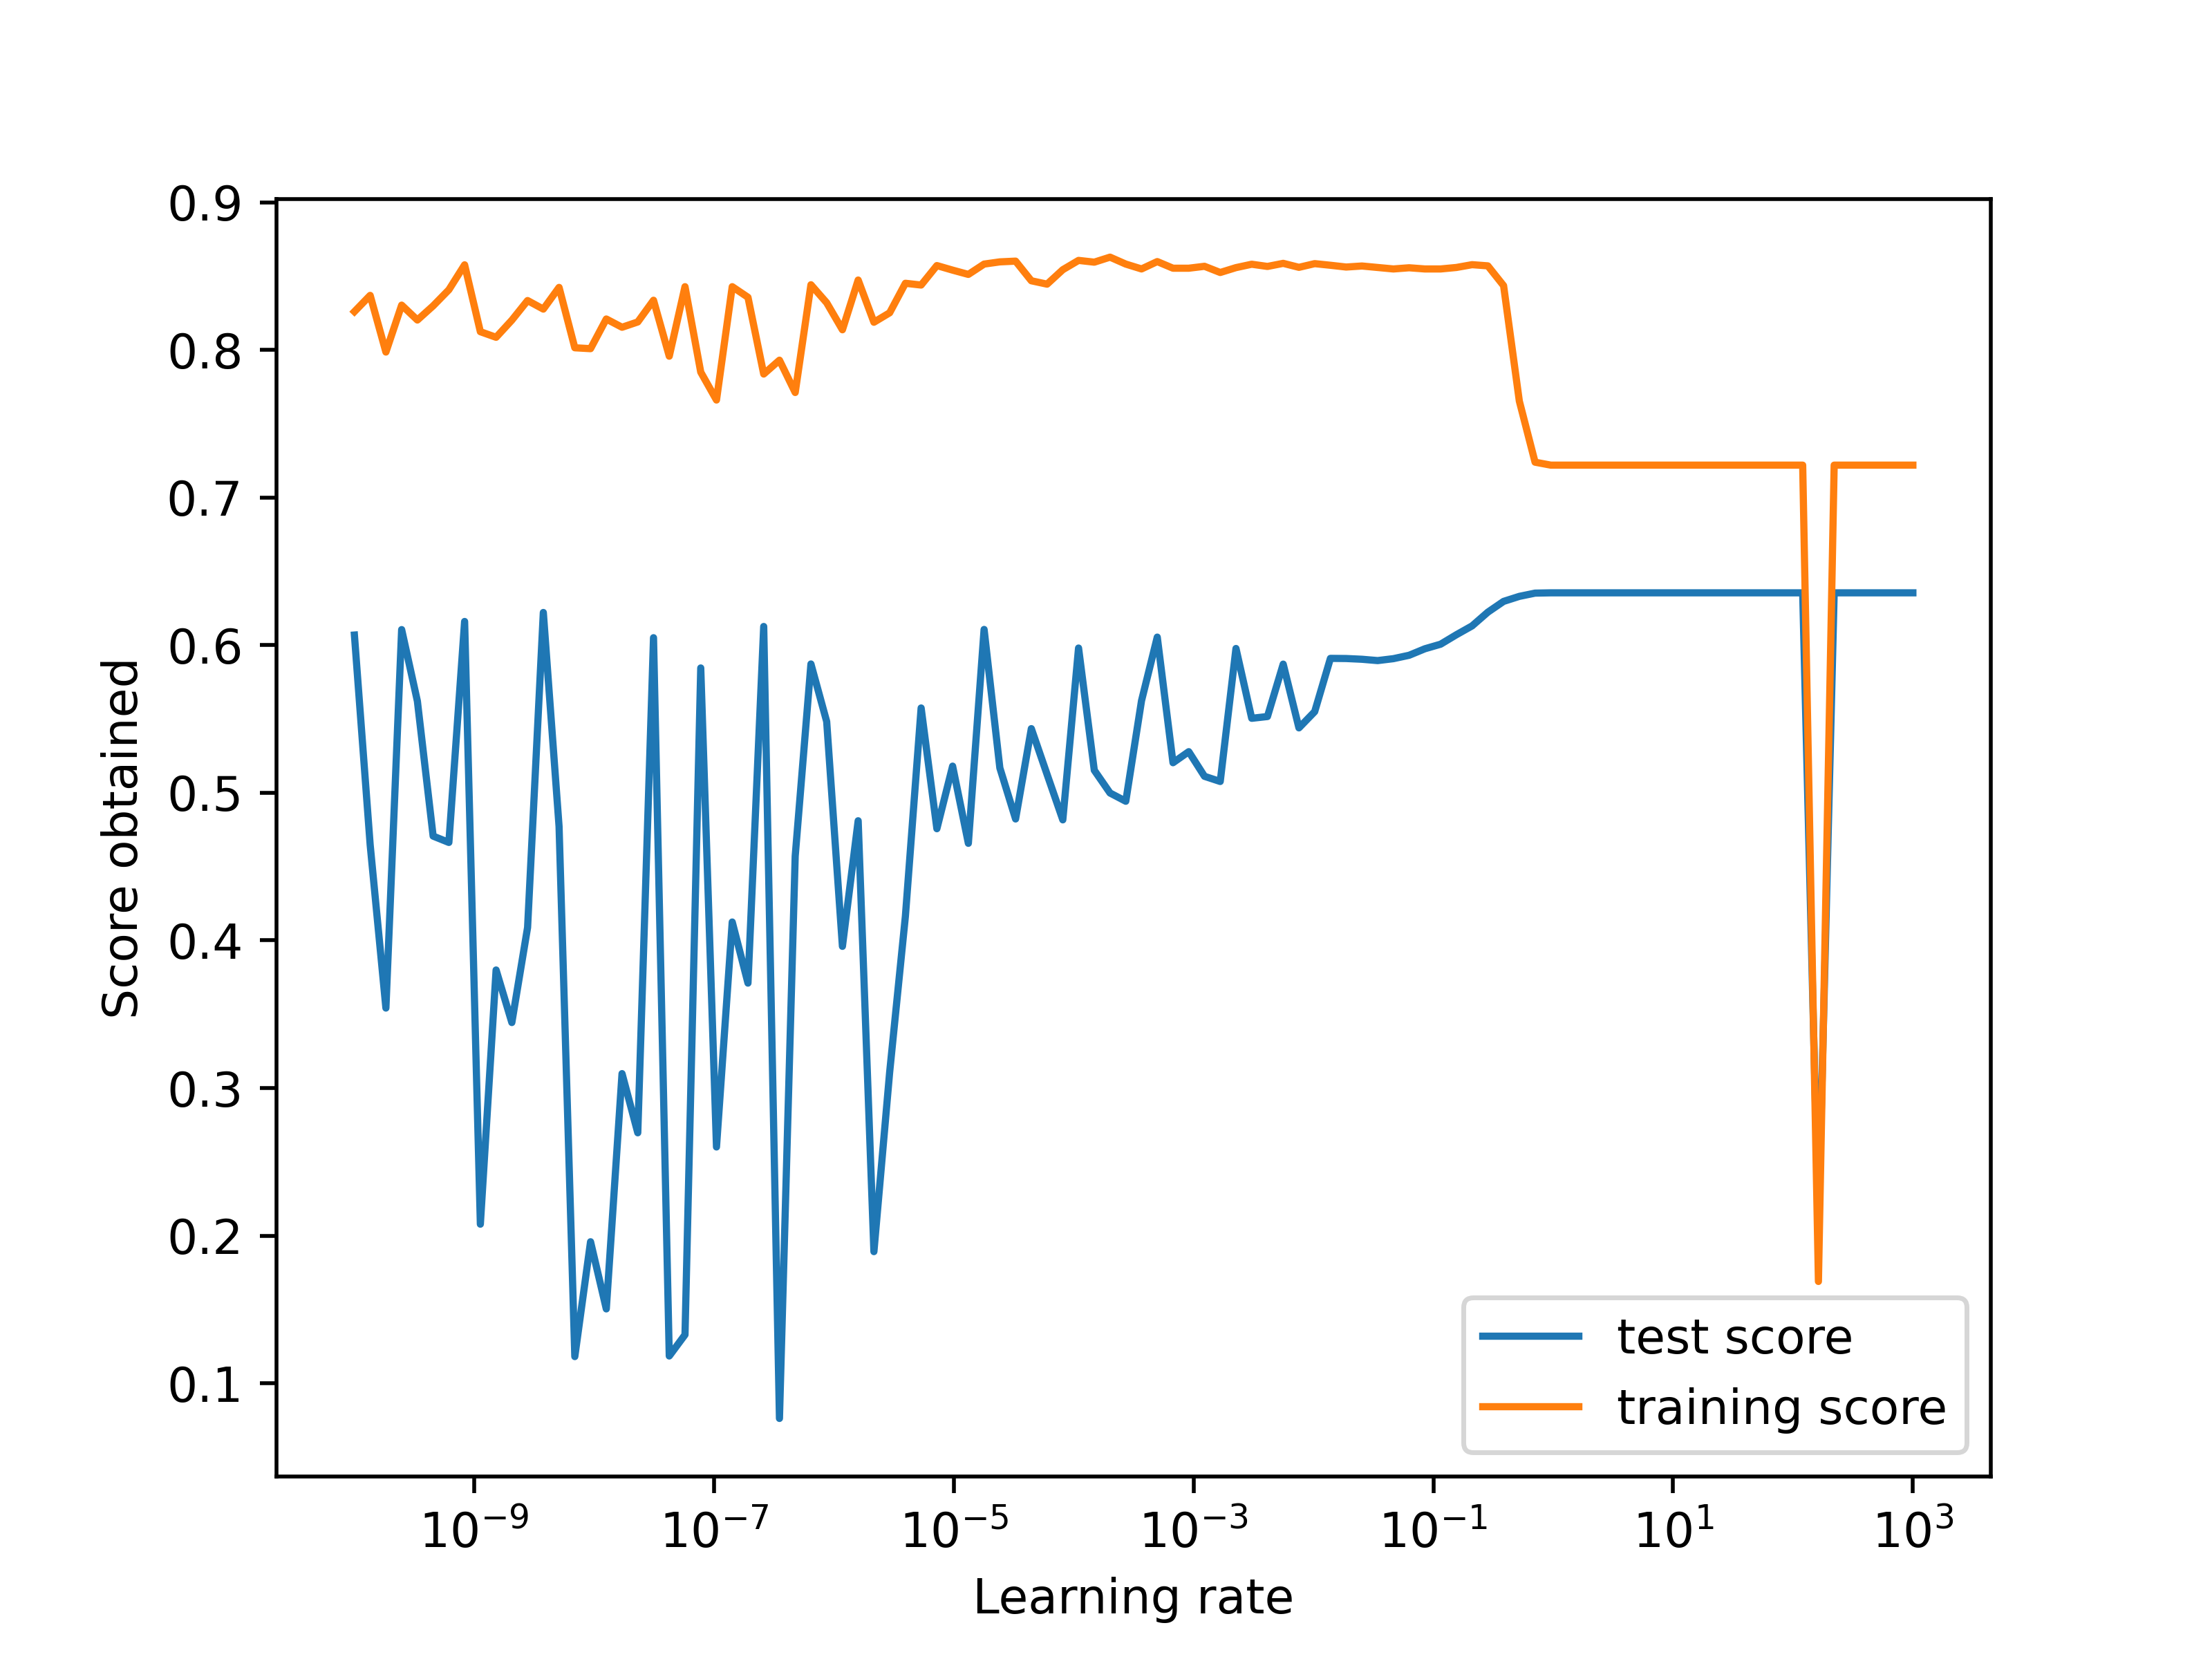 0.9
0.8
0.7
0.6
0.5
0.4
0.3
0.2
0.1
Score obtained
test score
training score
10⁻⁹ 10⁻⁷ 10⁻⁵ 10⁻³ 10⁻¹ 10¹ 10³
Learning rate